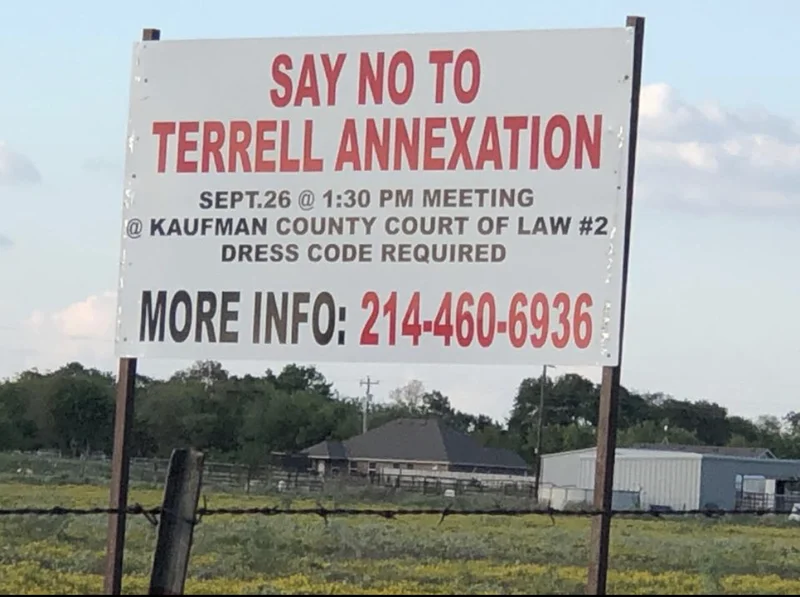 SAY NO TO
TERRELL ANNEXATION
SEPT.26 @ 1:30 PM MEETING
@ KAUFMAN COUNTY COURT OF LAW #2
DRESS CODE REQUIRED
MORE INFO: 214-460-6936